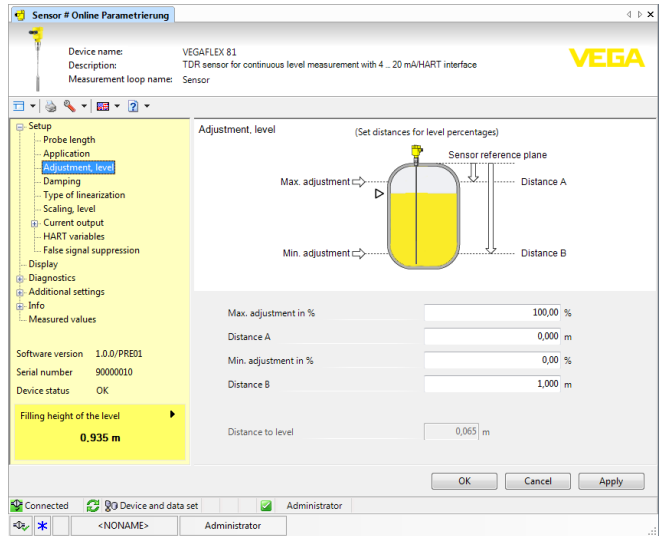 Sensor # Online Parametrierung
Device name: VEGAFLEX 81
Description: TDR sensor for continuous level measurement with 4 .. 20 mA/HART interface
Measurement loop name: Sensor
VEGA
Setup
Probe length
Application
Adjustment, level
Damping
Type of linearization
Scaling, level
Current output
HART variables
False signal suppression
Display
Diagnostics
Additional settings
Info
Measured values
Software version 1.0.0/PRE01
Serial number 90000010
Device status OK
Filling height of the level
0,935 m
Adjustment, level
(Set distances for level percentages)
Sensor reference plane
Max. adjustment
Distance A
Min. adjustment
Distance B
Max. adjustment in % 100,00 %
Distance A 0,000 m
Min. adjustment in % 0,00 %
Distance B 1,000 m
Distance to level 0,065 m
OK Cancel Apply
Connected Device and data set Administrator
<NONAME> Administrator